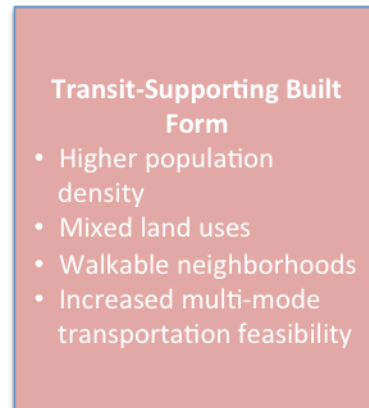 Transit-Supporting Built
Form
• Higher population
density
• Mixed land uses
• Walkable neighborhoods
• Increased multi-mode
transportation feasibility